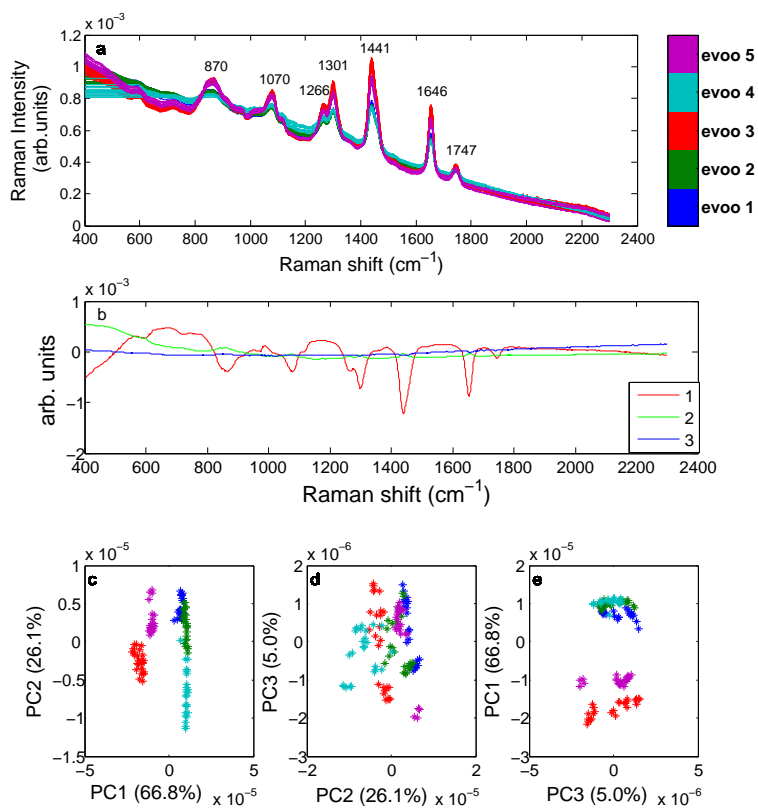 x 10⁻³
1.2
1
0.8
0.6
0.4
0.2
0
a
870
1070
1266
1301
1441
1646
1747
Raman Intensity
(arb.units)
400 600 800 1000 1200 1400 1600 1800 2000 2200 2400
Raman shift (cm⁻¹)
evoo 5
evoo 4
evoo 3
evoo 2
evoo 1
x 10⁻³
1
0
−1
−2
b
arb. units
1
2
3
400 600 800 1000 1200 1400 1600 1800 2000 2200 2400
Raman shift (cm⁻¹)
x 10⁻⁵
c
1
0.5
0
−0.5
−1
−1.5
PC2 (26.1%)
−5 0 5
PC1 (66.8%) x 10⁻⁵
x 10⁻⁶
d
2
1
0
−1
−2
−3
PC3 (5.0%)
−2 0 2
PC2 (26.1%) x 10⁻⁵
x 10⁻⁵
e
2
1
0
−1
−2
−3
PC1 (66.8%)
−5 0 5
PC3 (5.0%) x 10⁻⁶